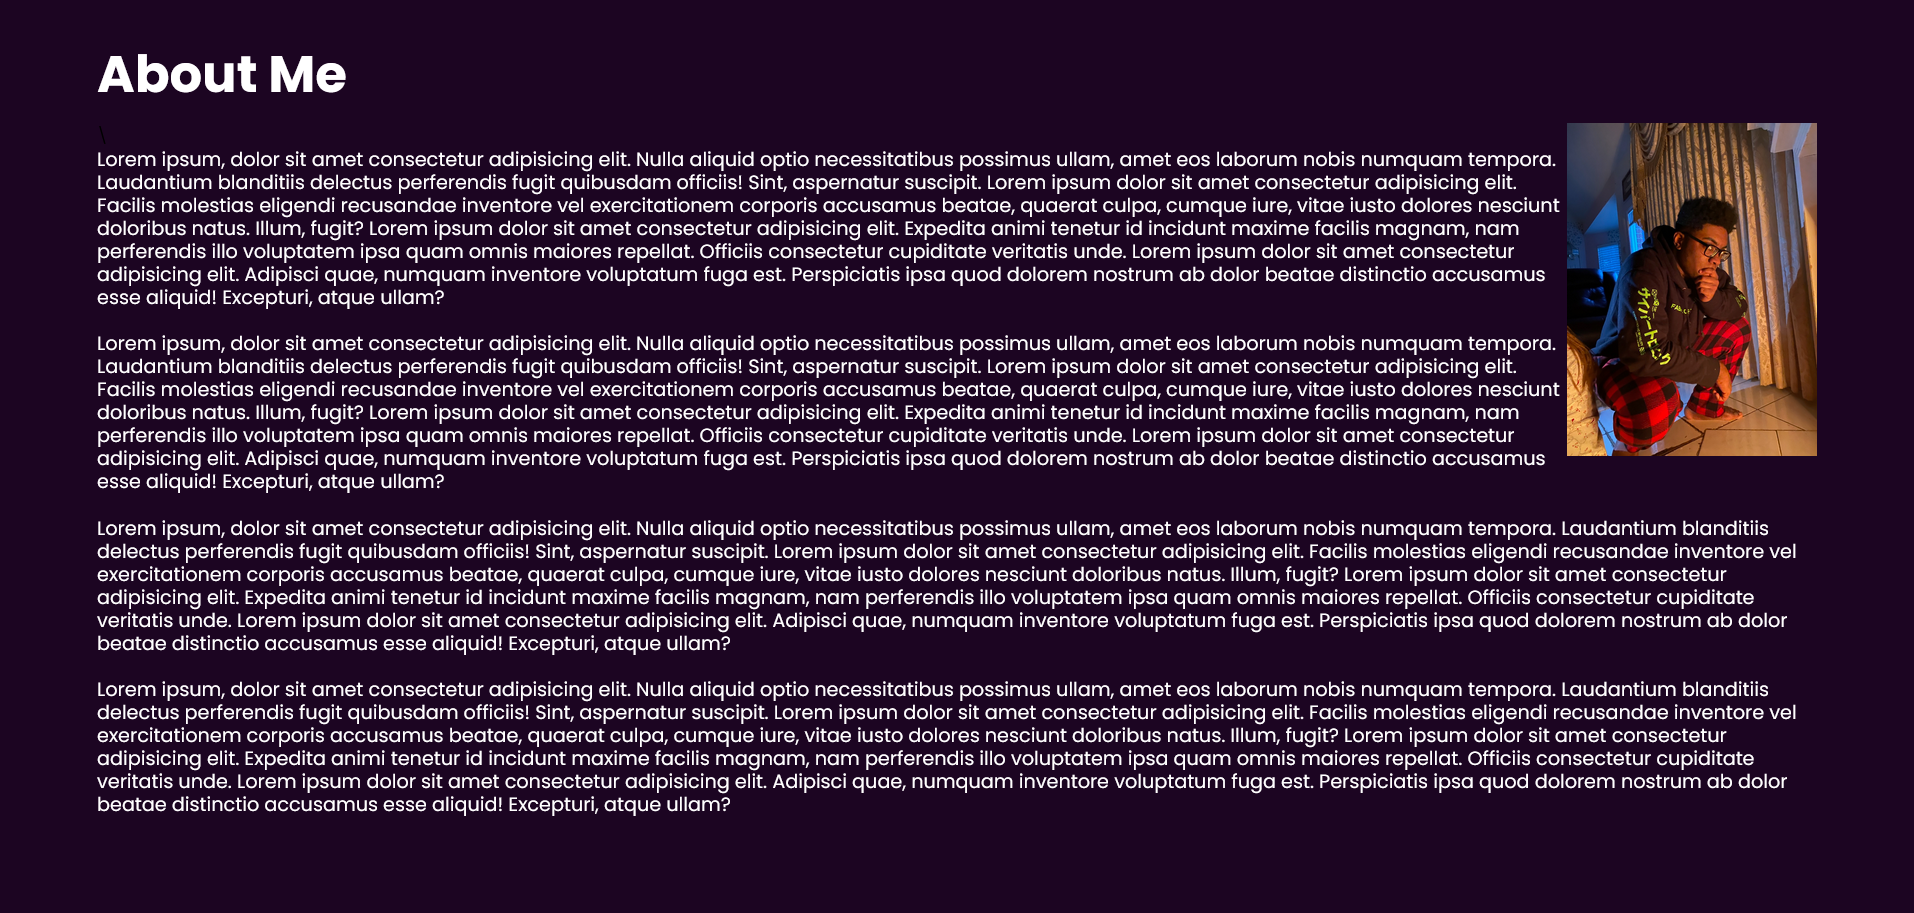 About Me
\
Lorem ipsum, dolor sit amet consectetur adipisicing elit. Nulla aliquid optio necessitatibus possimus ullam, amet eos laborum nobis numquam tempora.
Laudantium blanditiis delectus perferendis fugit quibusdam officiis! Sint, aspernatur suscipit. Lorem ipsum dolor sit amet consectetur adipisicing elit.
Facilis molestias eligendi recusandae inventore vel exercitationem corporis accusamus beatae, quaerat culpa, cumque iure, vitae iusto dolores nesciunt
doloribus natus. Illum, fugit? Lorem ipsum dolor sit amet consectetur adipisicing elit. Expedita animi tenetur id incidunt maxime facilis magnam, nam
perferendis illo voluptatem ipsa quam omnis maiores repellat. Officiis consectetur cupiditate veritatis unde. Lorem ipsum dolor sit amet consectetur
adipisicing elit. Adipisci quae, numquam inventore voluptatum fuga est. Perspiciatis ipsa quod dolorem nostrum ab dolor beatae distinctio accusamus
esse aliquid! Excepturi, atque ullam?
Lorem ipsum, dolor sit amet consectetur adipisicing elit. Nulla aliquid optio necessitatibus possimus ullam, amet eos laborum nobis numquam tempora.
Laudantium blanditiis delectus perferendis fugit quibusdam officiis! Sint, aspernatur suscipit. Lorem ipsum dolor sit amet consectetur adipisicing elit.
Facilis molestias eligendi recusandae inventore vel exercitationem corporis accusamus beatae, quaerat culpa, cumque iure, vitae iusto dolores nesciunt
doloribus natus. Illum, fugit? Lorem ipsum dolor sit amet consectetur adipisicing elit. Expedita animi tenetur id incidunt maxime facilis magnam, nam
perferendis illo voluptatem ipsa quam omnis maiores repellat. Officiis consectetur cupiditate veritatis unde. Lorem ipsum dolor sit amet consectetur
adipisicing elit. Adipisci quae, numquam inventore voluptatum fuga est. Perspiciatis ipsa quod dolorem nostrum ab dolor beatae distinctio accusamus
esse aliquid! Excepturi, atque ullam?
Lorem ipsum, dolor sit amet consectetur adipisicing elit. Nulla aliquid optio necessitatibus possimus ullam, amet eos laborum nobis numquam tempora. Laudantium blanditiis
delectus perferendis fugit quibusdam officiis! Sint, aspernatur suscipit. Lorem ipsum dolor sit amet consectetur adipisicing elit. Facilis molestias eligendi recusandae inventore vel
exercitationem corporis accusamus beatae, quaerat culpa, cumque iure, vitae iusto dolores nesciunt doloribus natus. Illum, fugit? Lorem ipsum dolor sit amet consectetur
adipisicing elit. Expedita animi tenetur id incidunt maxime facilis magnam, nam perferendis illo voluptatem ipsa quam omnis maiores repellat. Officiis consectetur cupiditate
veritatis unde. Lorem ipsum dolor sit amet consectetur adipisicing elit. Adipisci quae, numquam inventore voluptatum fuga est. Perspiciatis ipsa quod dolorem nostrum ab dolor
beatae distinctio accusamus esse aliquid! Excepturi, atque ullam?
Lorem ipsum, dolor sit amet consectetur adipisicing elit. Nulla aliquid optio necessitatibus possimus ullam, amet eos laborum nobis numquam tempora. Laudantium blanditiis
delectus perferendis fugit quibusdam officiis! Sint, aspernatur suscipit. Lorem ipsum dolor sit amet consectetur adipisicing elit. Facilis molestias eligendi recusandae inventore vel
exercitationem corporis accusamus beatae, quaerat culpa, cumque iure, vitae iusto dolores nesciunt doloribus natus. Illum, fugit? Lorem ipsum dolor sit amet consectetur
adipisicing elit. Expedita animi tenetur id incidunt maxime facilis magnam, nam perferendis illo voluptatem ipsa quam omnis maiores repellat. Officiis consectetur cupiditate
veritatis unde. Lorem ipsum dolor sit amet consectetur adipisicing elit. Adipisci quae, numquam inventore voluptatum fuga est. Perspiciatis ipsa quod dolorem nostrum ab dolor
beatae distinctio accusamus esse aliquid! Excepturi, atque ullam?